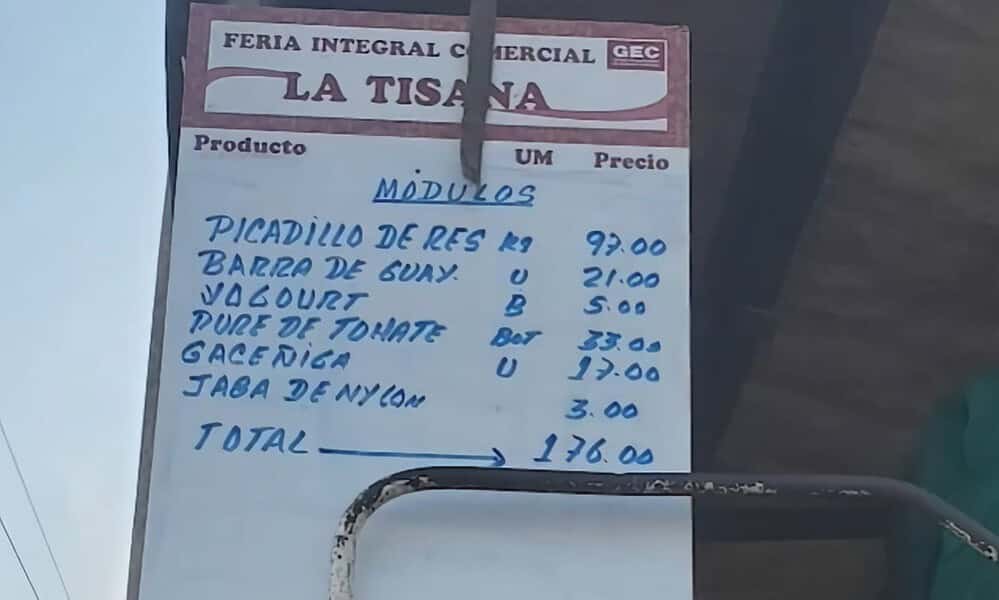 FERIA INTEGRAL COMERCIAL GEC
LA TISANA
Producto UM Precio
MÓDULOS
PICADILLO DE RES Kg 97.00
BARRA DE GUAY. U 21.00
YOGOURT B 5.00
PURE DE TOMATE BOT 33.00
GACEÑIGA U 17.00
JABA DE NYLON 3.00
TOTAL → 176.00